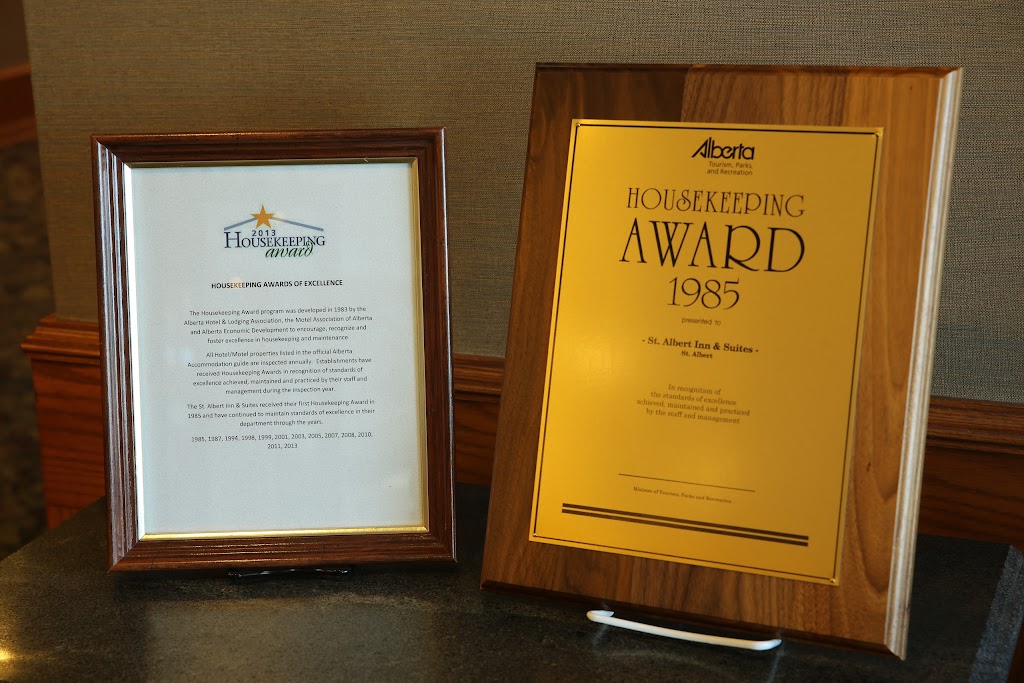 2013
HOUSEKEEPING
award
HOUSEKEEPING AWARDS OF EXCELLENCE
The Housekeeping Award program was developed in 1983 by the
Alberta Hotel & Lodging Association, the Motel Association of Alberta
and Alberta Economic Development to encourage, recognize and
foster excellence in housekeeping and maintenance
All Hotel/Motel properties listed in the official Alberta
Accommodation guide are inspected annually. Establishments have
received Housekeeping Awards in recognition of standards of
excellence achieved, maintained and practiced by their staff and
management during the inspection year.
The St. Albert Inn & Suites received their first Housekeeping Award in
1985 and have continued to maintain standards of excellence in their
department through the years.
1985, 1987, 1994, 1998, 1999, 2001, 2003, 2005, 2007, 2008, 2010,
2011, 2013
Alberta
Tourism, Parks,
and Recreation
HOUSEKEEPING
AWARD
1985
presented to
- St. Albert Inn & Suites -
St. Albert
In recognition of
the standards of excellence
achieved, maintained and practiced
by the staff and management
Minister of Tourism, Parks and Recreation